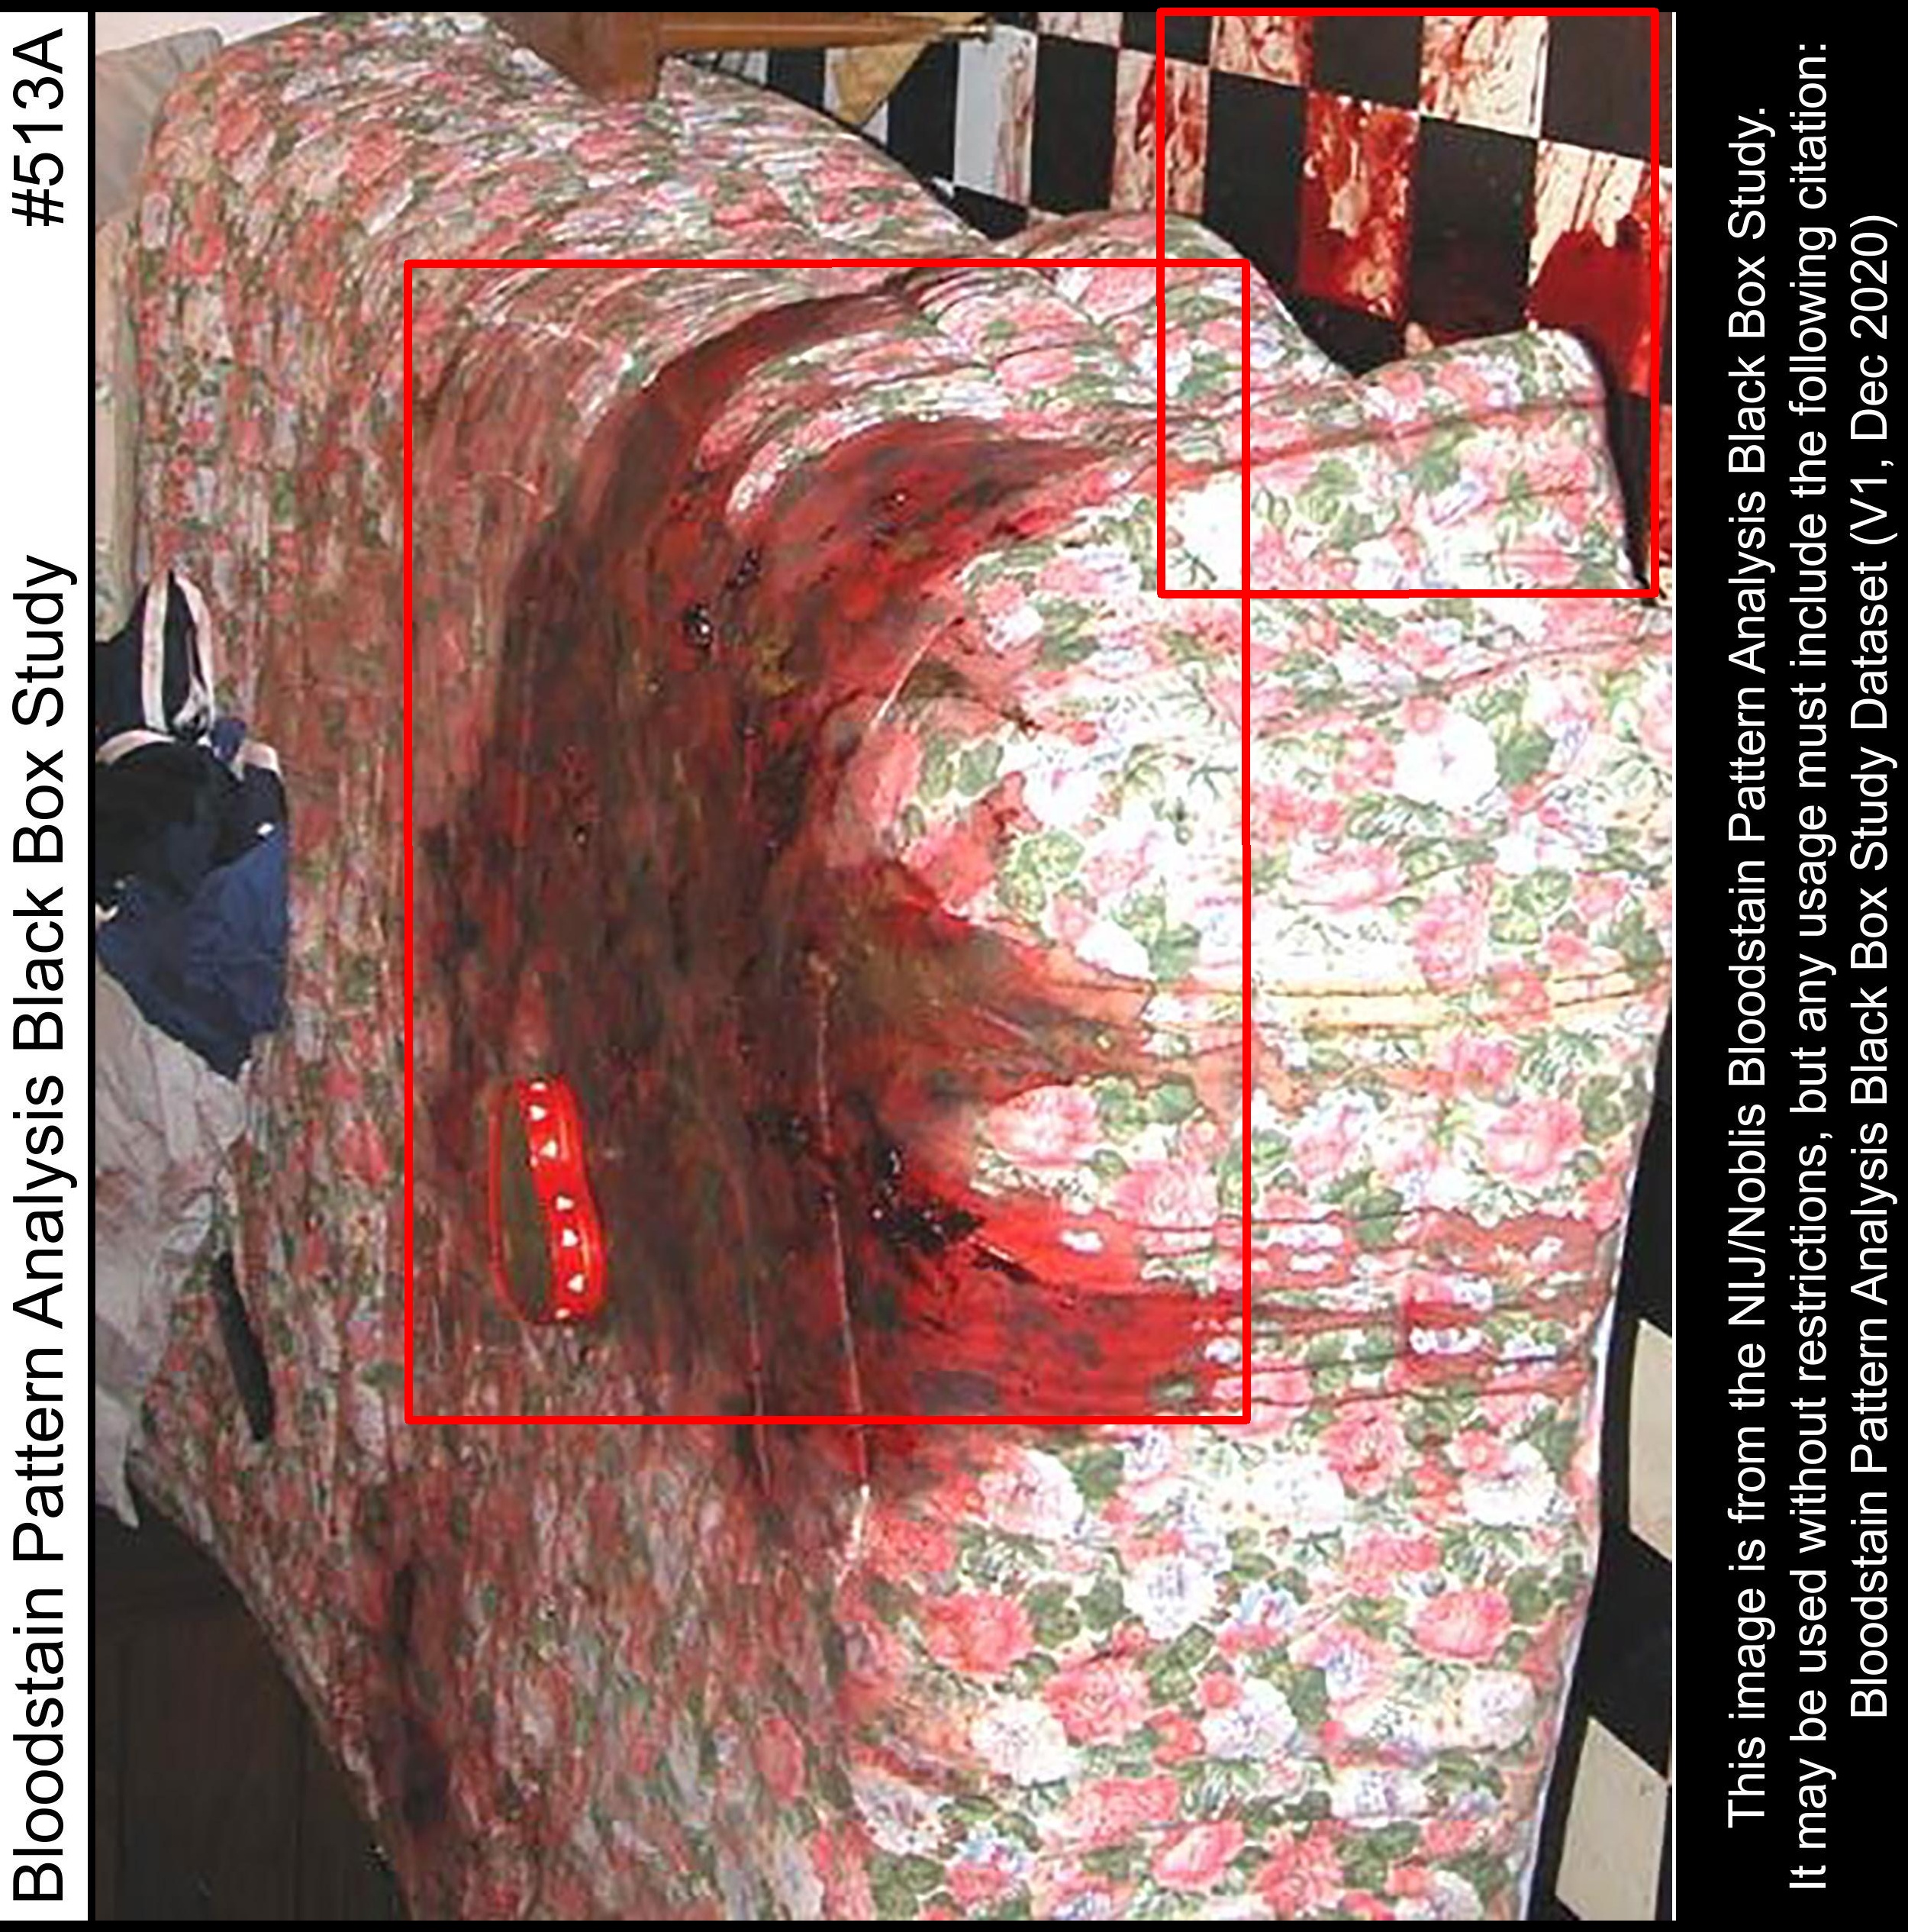 Bloodstain Pattern Analysis Black Box Study #513A
This image is from the NIJ/Noblis Bloodstain Pattern Analysis Black Box Study.
It may be used without restrictions, but any usage must include the following citation:
Bloodstain Pattern Analysis Black Box Study Dataset (V1, Dec 2020)